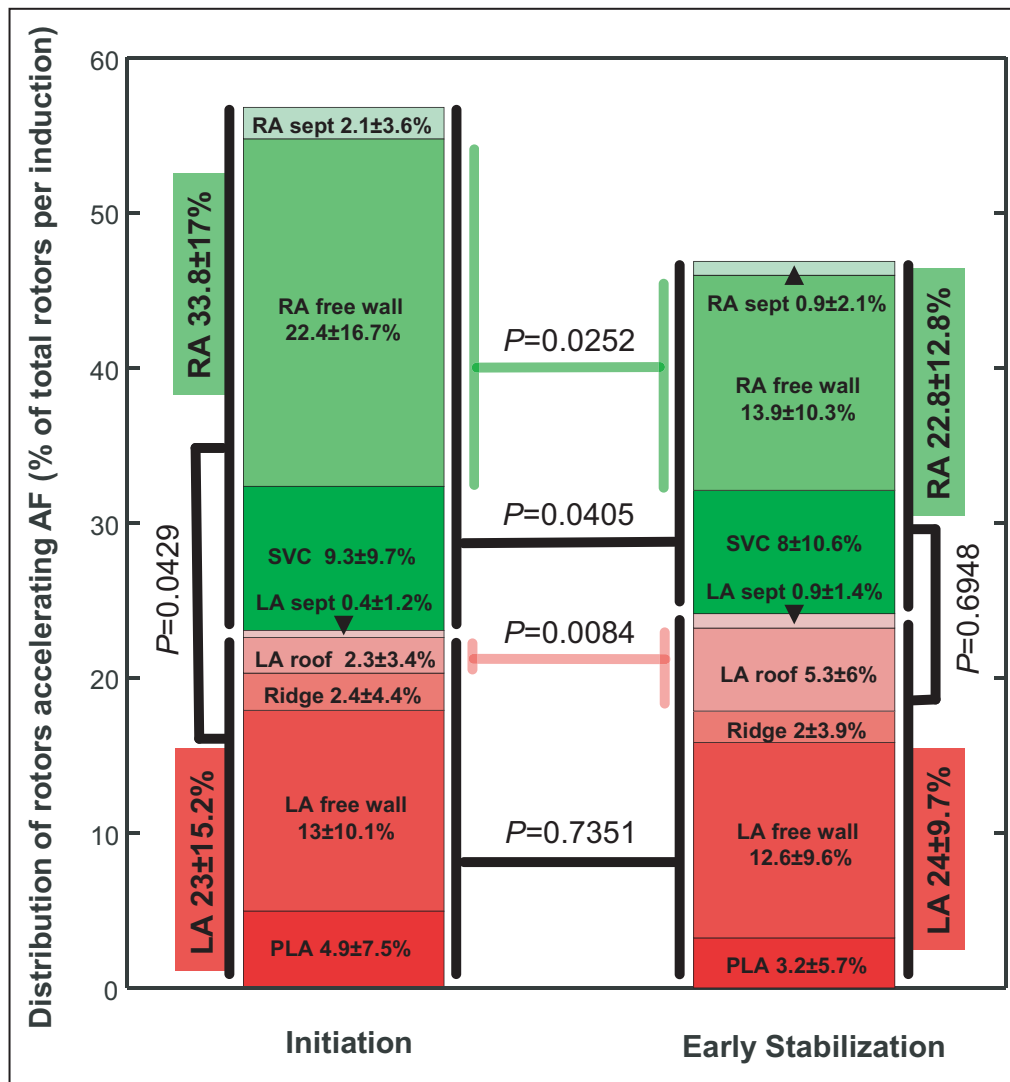 Distribution of rotors accelerating AF (% of total rotors per induction)
60
50
40
30
20
10
0
RA 33.8±17%
LA 23±15.2%
P=0.0429
RA sept 2.1±3.6%
RA free wall
22.4±16.7%
SVC 9.3±9.7%
LA sept 0.4±1.2%
LA roof 2.3±3.4%
Ridge 2.4±4.4%
LA free wall
13±10.1%
PLA 4.9±7.5%
P=0.0252
P=0.0405
P=0.0084
P=0.7351
RA sept 0.9±2.1%
RA free wall
13.9±10.3%
SVC 8±10.6%
LA sept 0.9±1.4%
LA roof 5.3±6%
Ridge 2±3.9%
LA free wall
12.6±9.6%
PLA 3.2±5.7%
RA 22.8±12.8%
LA 24±9.7%
P=0.6948
Initiation
Early Stabilization